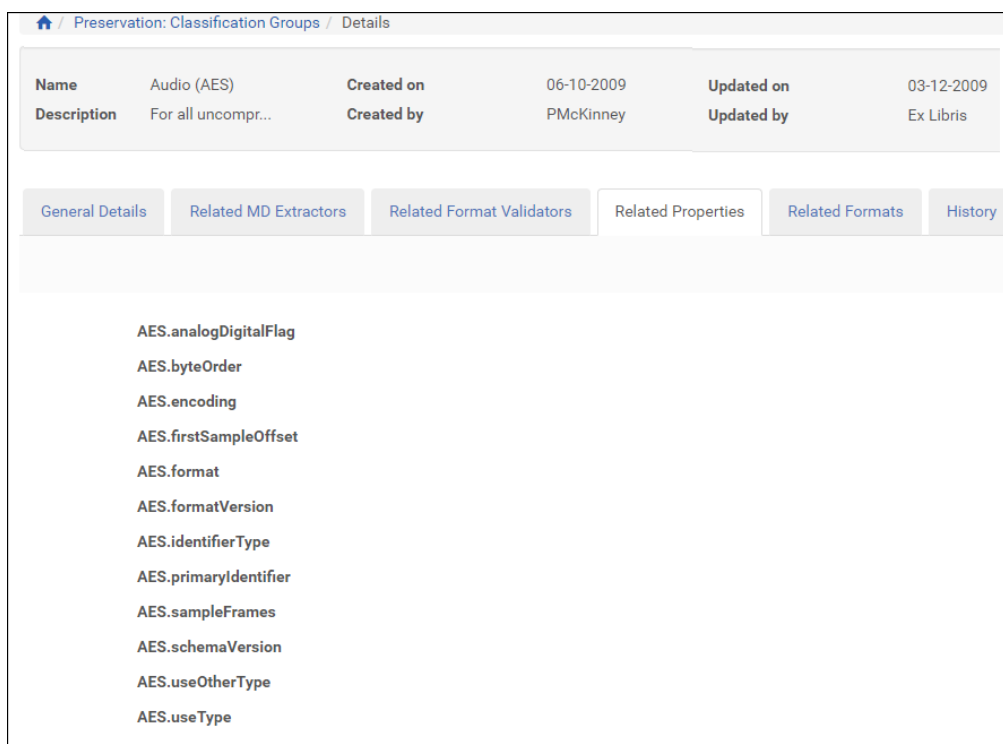 / Preservation: Classification Groups / Details
Name Audio (AES) Created on 06-10-2009 Updated on 03-12-2009
Description For all uncompr... Created by PMcKinney Updated by Ex Libris
General Details Related MD Extractors Related Format Validators Related Properties Related Formats History
AES.analogDigitalFlag
AES.byteOrder
AES.encoding
AES.firstSampleOffset
AES.format
AES.formatVersion
AES.identifierType
AES.primaryIdentifier
AES.sampleFrames
AES.schemaVersion
AES.useOtherType
AES.useType